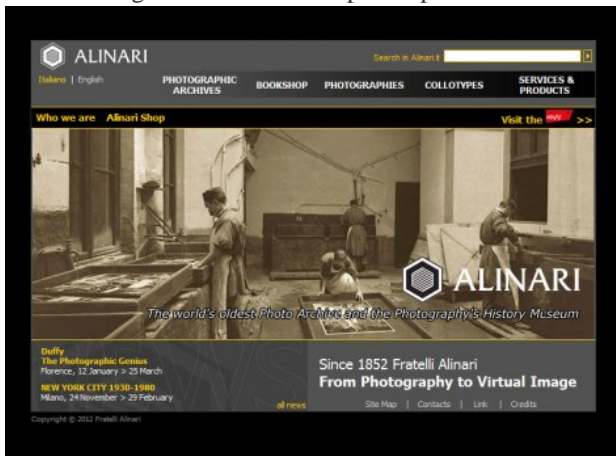 ALINARI
Search in Alinari.it
Italiano | English
PHOTOGRAPHIC ARCHIVES
BOOKSHOP
PHOTOGRAPHIES
COLLOTYPES
SERVICES & PRODUCTS
Who we are Alinari Shop
Visit the >>
ALINARI
The world's oldest Photo Archive and the Photography's History Museum
Duffy
The Photographic Genius
Florence, 12 January > 25 March
NEW YORK CITY 1930-1980
Milano, 24 November > 29 February
all news
Since 1852 Fratelli Alinari
From Photography to Virtual Image
Site Map | Contacts | Link | Credits
Copyright © 2012 Fratelli Alinari